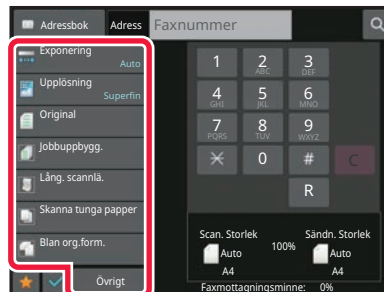 Adressbok Adress Faxnummer
Exponering
Auto
Upplösning
Superfin
Original
Jobbuppbygg.
Lång. scannlä.
Skanna tunga papper
Blan org.form.
Övrigt
1 2 3
ABC DEF
4 5 6
GHI JKL MNO
7 8 9
PQRS TUV WXYZ
0 # C
R
Scan. Storlek Sändn. Storlek
Auto 100% Auto
A4 A4
Faxmottagningsminne: 0%